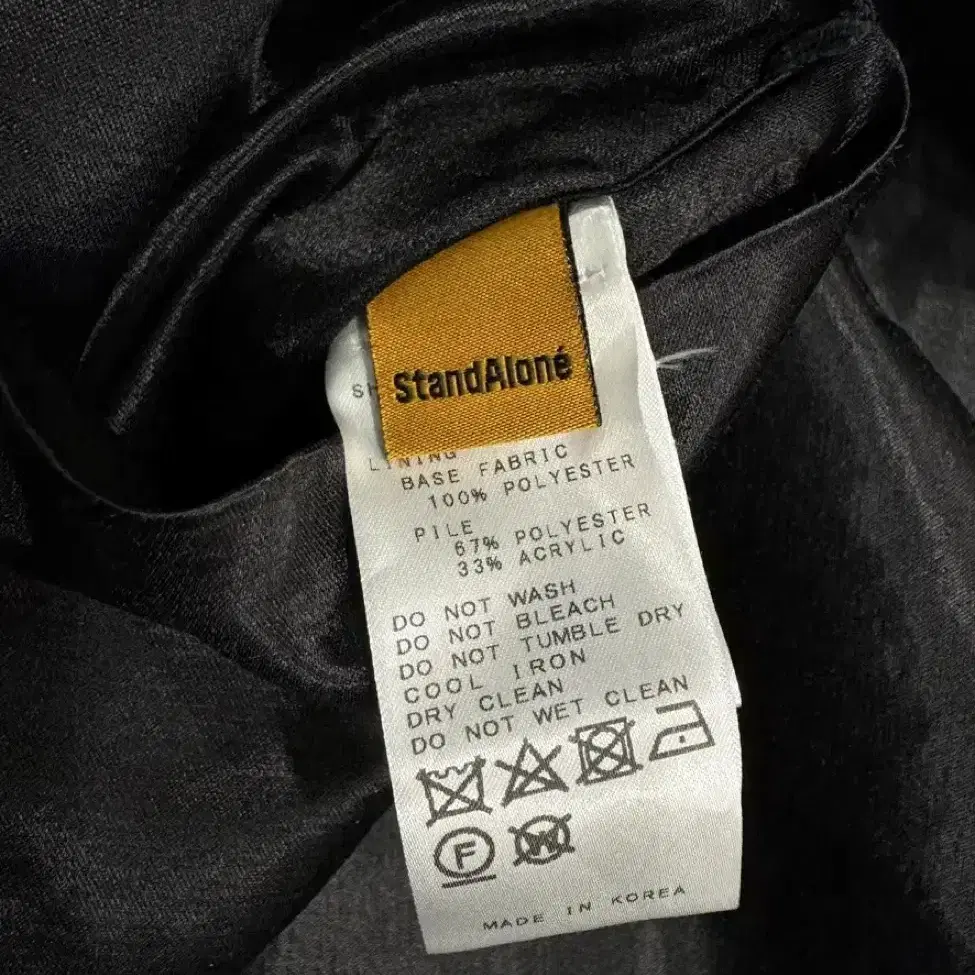 StandAloné
LINING
BASE FABRIC
100% POLYESTER
PILE
67% POLYESTER
33% ACRYLIC
DO NOT WASH
DO NOT BLEACH
DO NOT TUMBLE DRY
COOL IRON
DRY CLEAN
DO NOT WET CLEAN
F
W
MADE IN KOREA